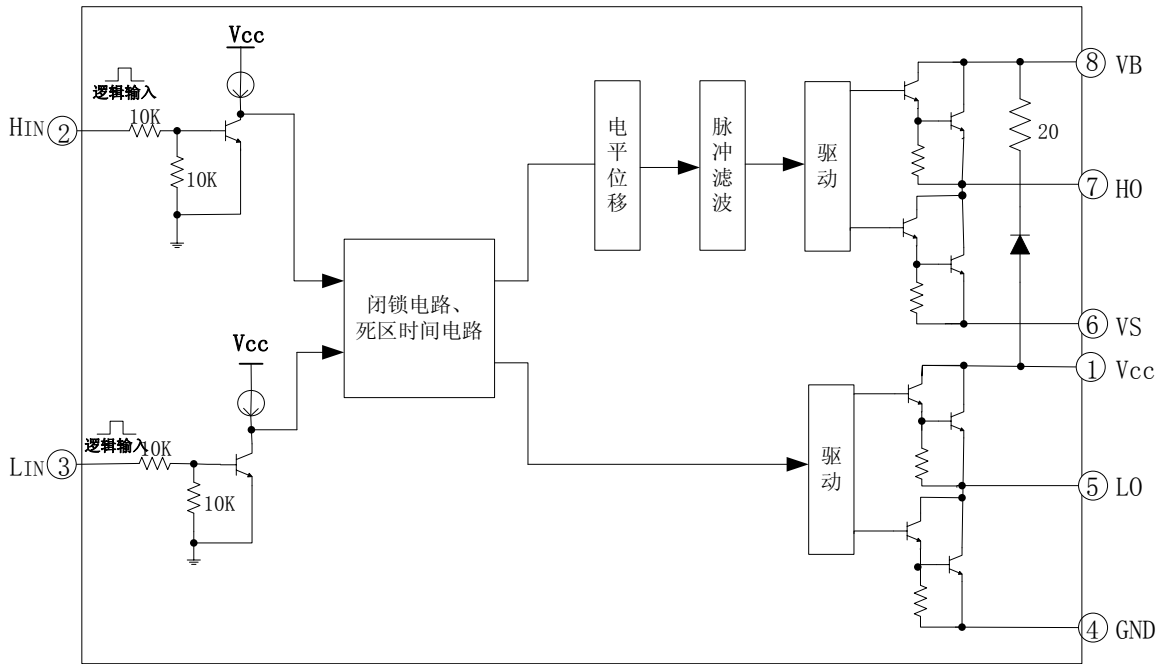 Vcc
逻辑输入
10K
HIN ②
10K
电平位移
脉冲滤波
驱动
⑧ VB
20
⑦ HO
⑥ VS
闭锁电路、
死区时间电路
① Vcc
Vcc
逻辑输入
10K
LIN ③
10K
驱动
⑤ LO
④ GND